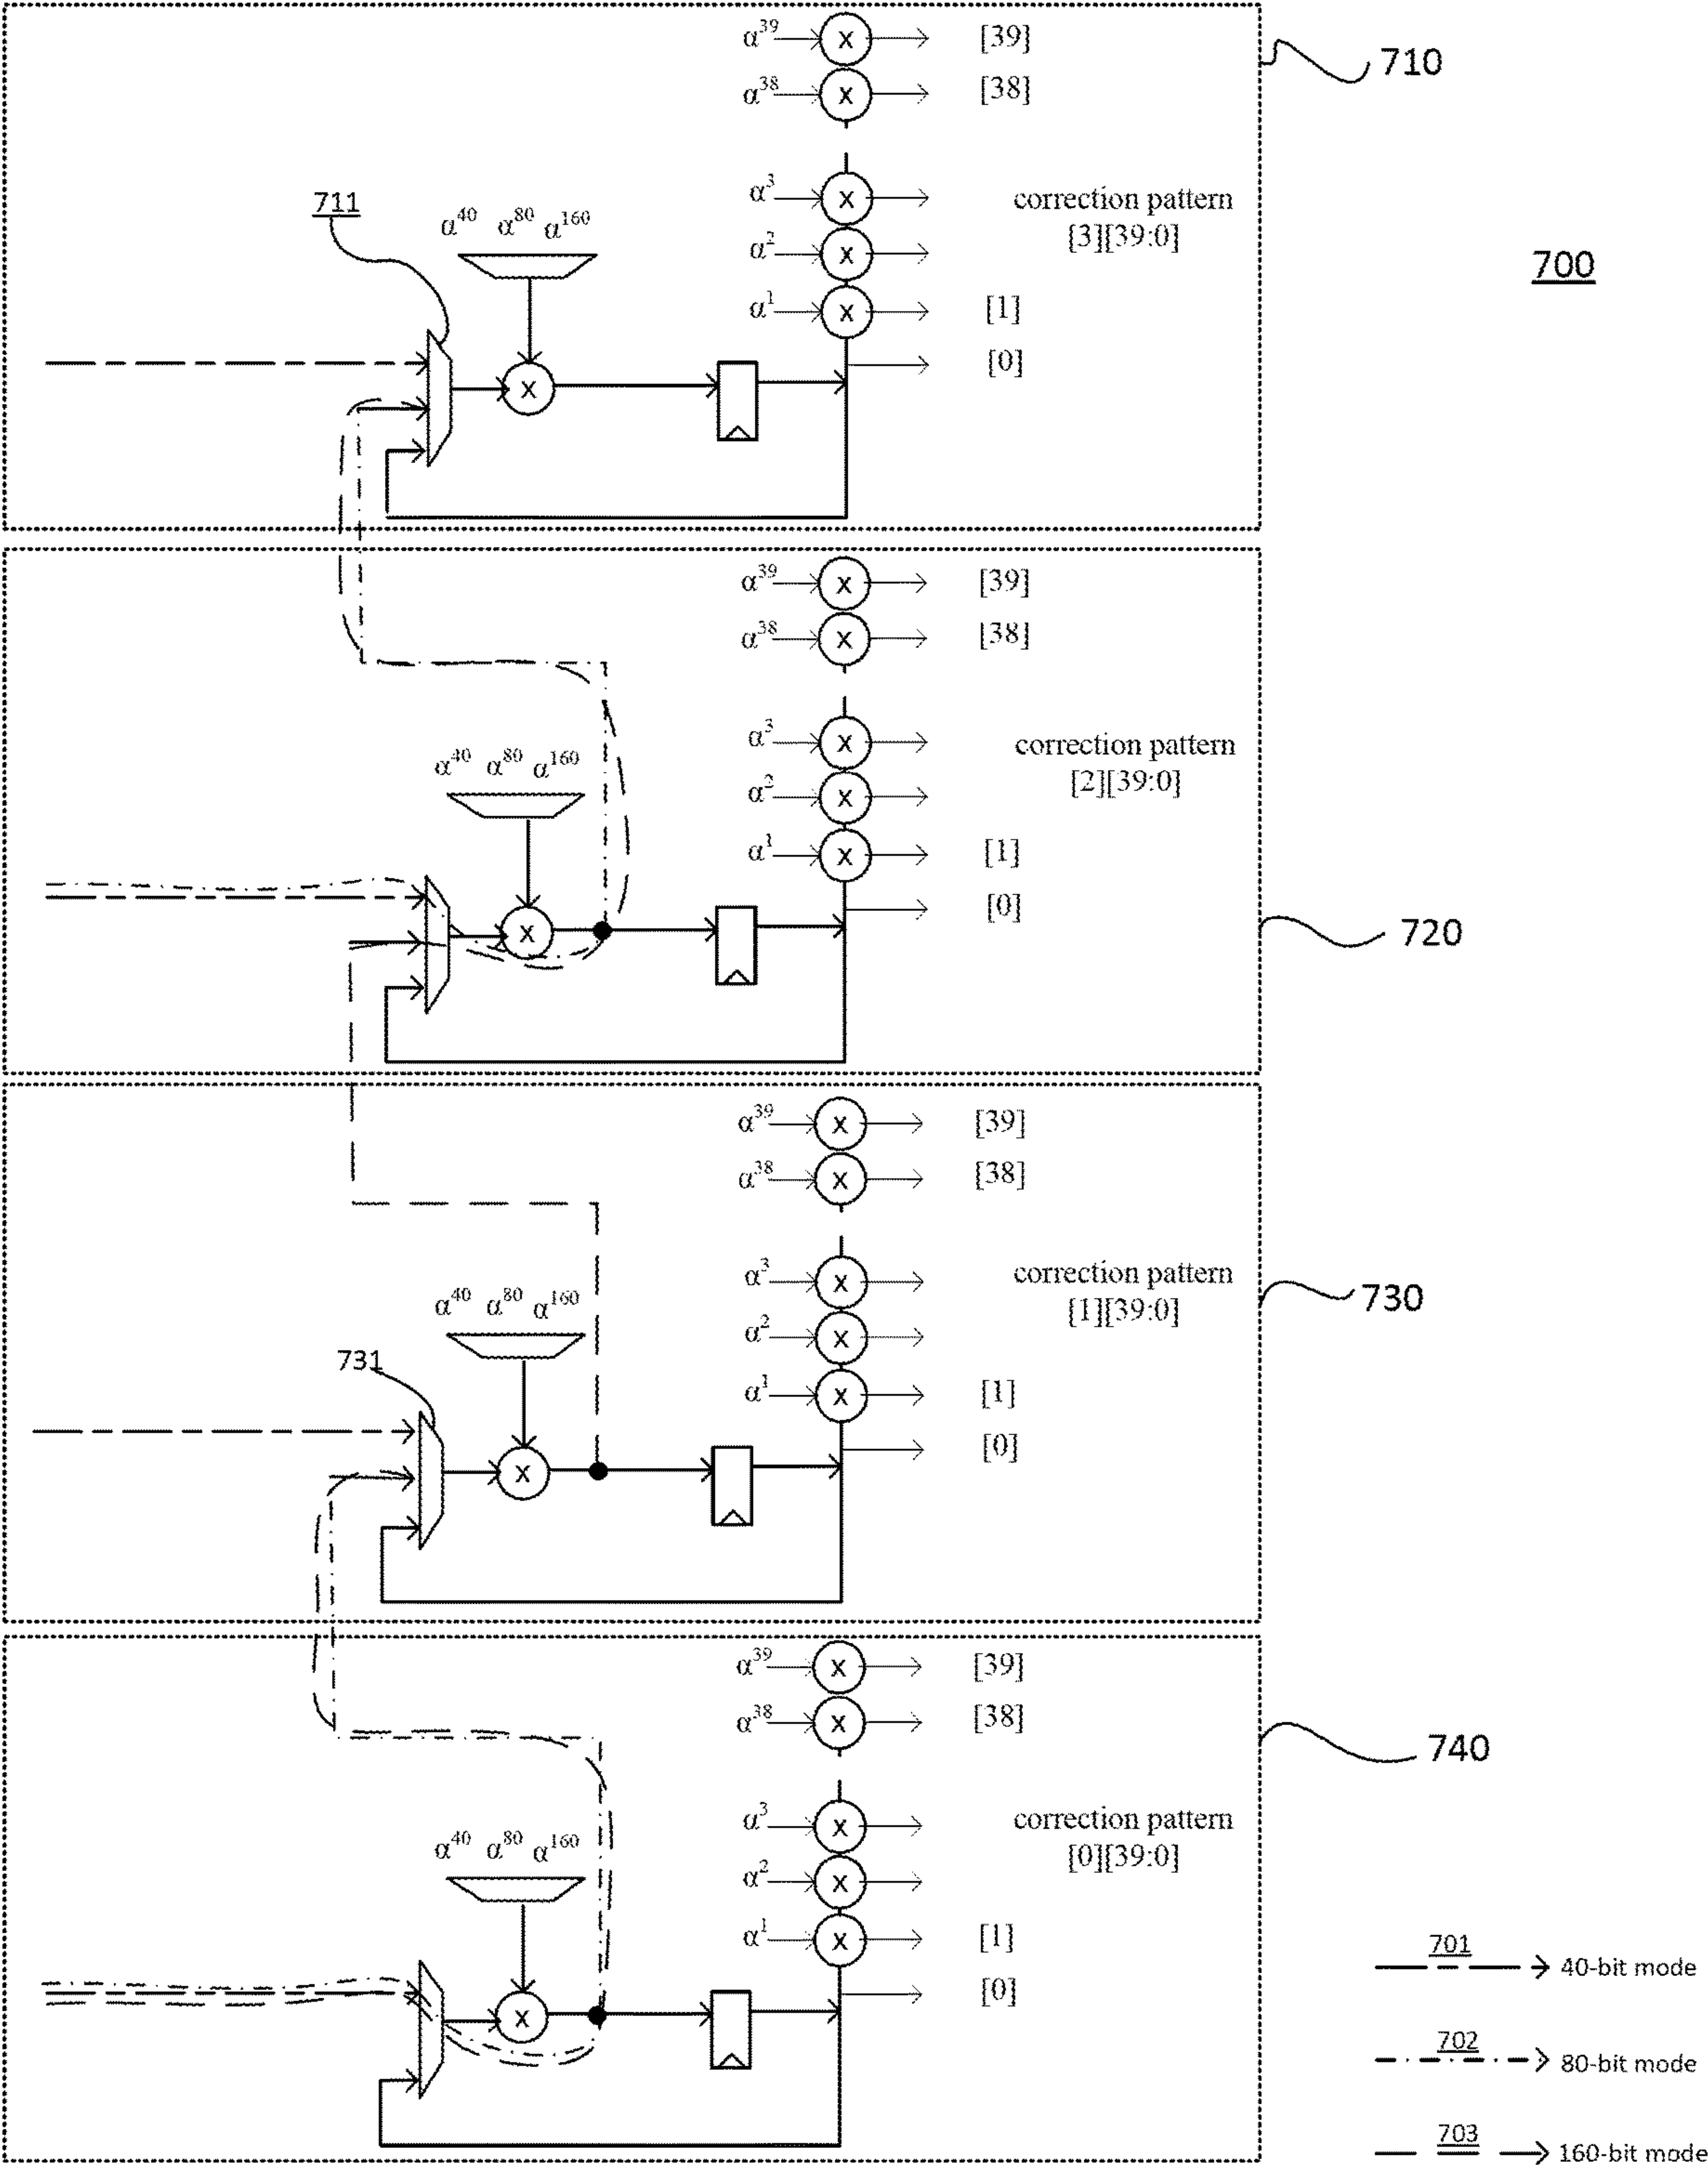 α³⁹ x [39]
710
α³⁸ x [38]
711
α⁴⁰ α⁸⁰ α¹⁶⁰
α³ x correction pattern
α² x [3][39:0]
700
α¹ x [1]
x [0]
α³⁹ x [39]
α³⁸ x [38]
α⁴⁰ α⁸⁰ α¹⁶⁰
α³ x correction pattern
α² x [2][39:0]
α¹ x [1]
x [0]
720
α³⁹ x [39]
α³⁸ x [38]
α⁴⁰ α⁸⁰ α¹⁶⁰
α³ x correction pattern
730
α² x [1][39:0]
731
α¹ x [1]
x [0]
α³⁹ x [39]
α³⁸ x [38]
740
α⁴⁰ α⁸⁰ α¹⁶⁰
α³ x correction pattern
α² x [0][39:0]
α¹ x [1]
x [0]
701 40-bit mode
702 80-bit mode
703 160-bit mode